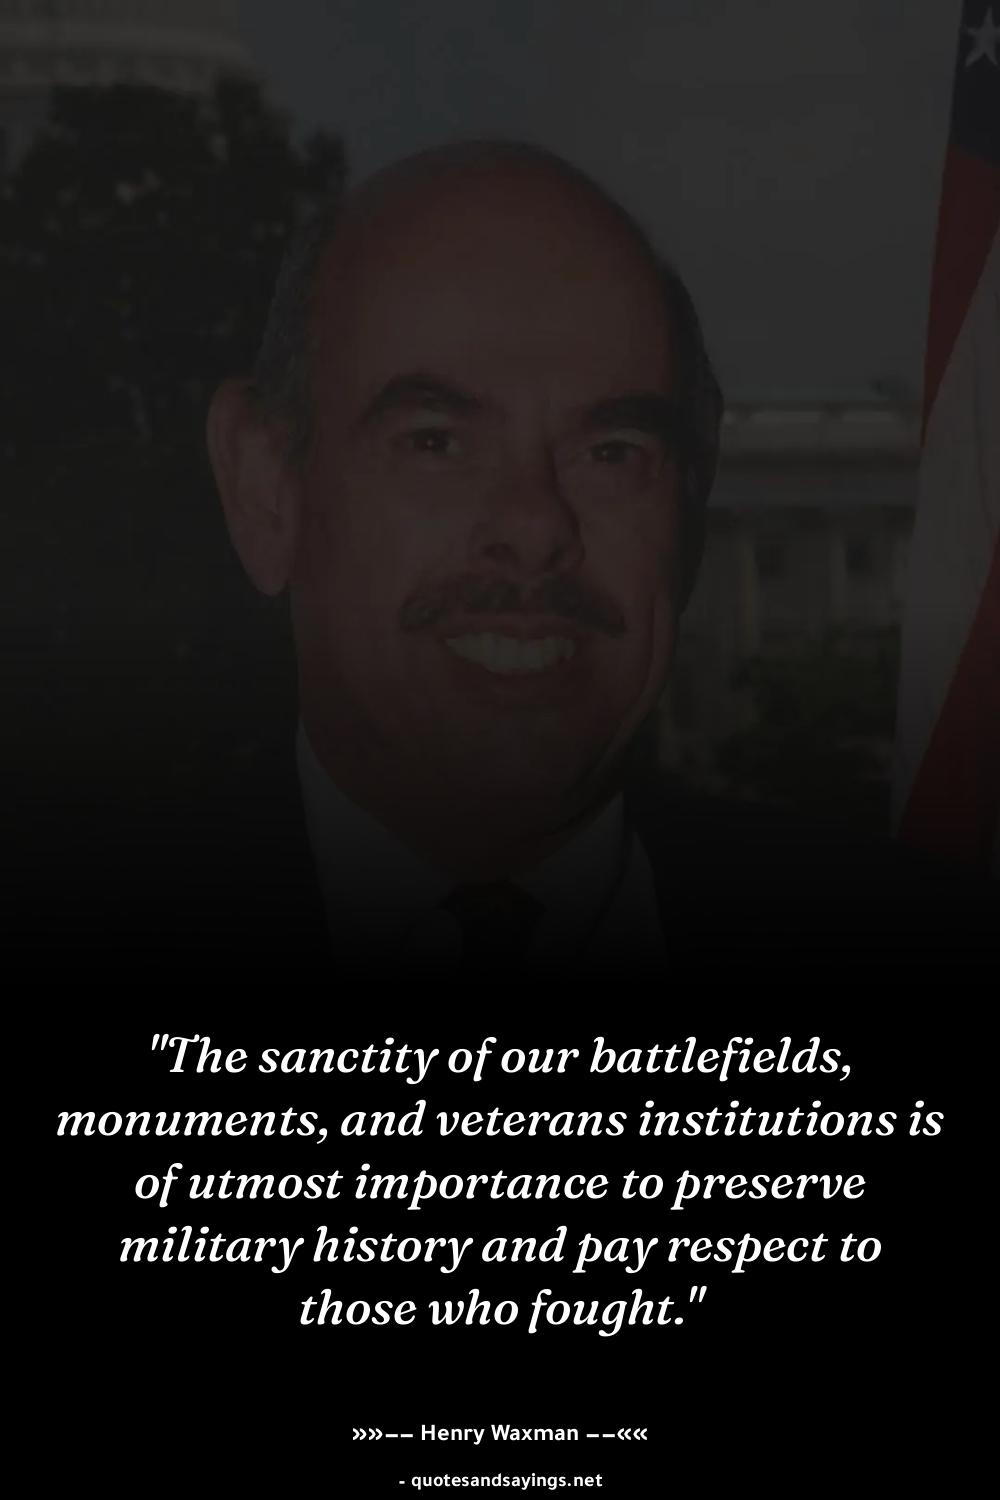 "The sanctity of our battlefields,
monuments, and veterans institutions is
of utmost importance to preserve
military history and pay respect to
those who fought."
»»−− Henry Waxman −−««
- quotesandsayings.net